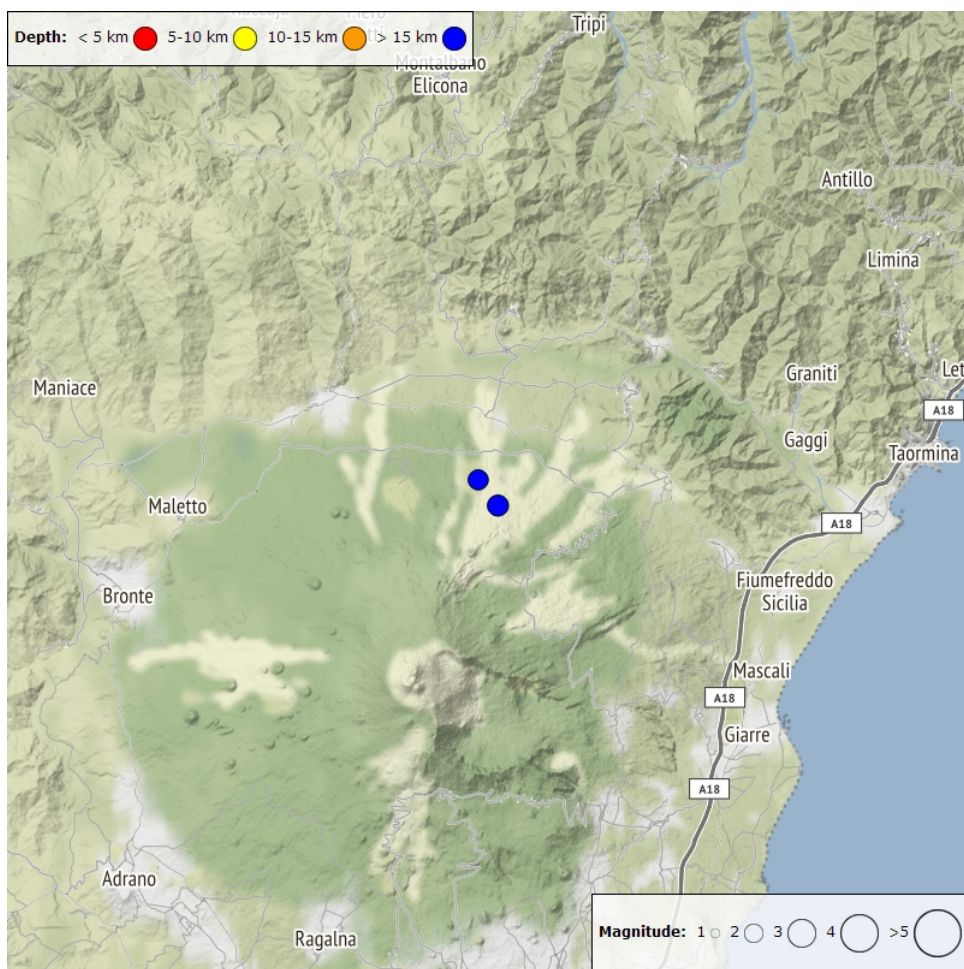 Depth: < 5 km 5-10 km 10-15 km > 15 km
Tripi
Montalbano
Elicona
Antillo
Limina
Maniace
Graniti
Let
A18
Gaggi
Taormina
Maletto
A18
Fiumefreddo
Sicilia
Bronte
Mascali
A18
Giarre
A18
Adrano
Ragalna
Magnitude: 1 2 3 4 >5